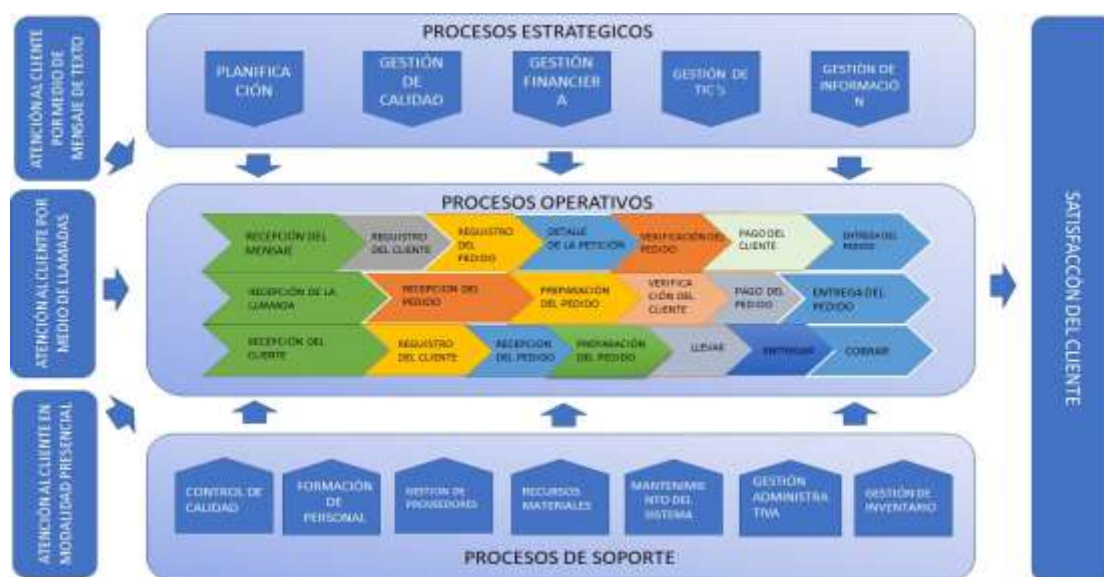 ATENCIÓN AL CLIENTE
POR MEDIO DE
MENSAJE DE TEXTO
PROCESOS ESTRATEGICOS
PLANIFICA
CIÓN
GESTIÓN
DE
CALIDAD
GESTIÓN
FINANCIER
A
GESTIÓN DE
TIC´S
GESTIÓN DE
INFORMACIÓ
N
ATENCIÓN AL CLIENTE POR
MEDIO DE LLAMADAS
PROCESOS OPERATIVOS
RECEPCIÓN DEL
MENSAJE
REGUISTRO
DEL CLIENTE
REGUISTRO
DEL
PEDIDO
DETALLE
DE LA PETICIÓN
VERIFICACIÓN DEL
PEDIDO
PAGO DEL
CLIENTE
ENTREGA DEL
PEDIDO
RECEPCIÓN DE LA
LLAMADA
RECEPCION DEL
PEDIDO
PREPARACIÓN
DEL PEDIDO
VERIFICA
CIÓN DEL
CLIENTE
PAGO DEL
PEDIDO
ENTREGA DEL
PEDIDO
RECEPCIÓN DEL
CLIENTE
REGUISTRO
DEL CLIENTE
RECEPCIÓN
DEL PEDIDO
PREPARACIÓN
DEL PEDIDO
LLEVAR
ENTREGAR
COBRAR
ATENCIÓN AL CLIENTE EN
MODALIDAD PRESENCIAL
CONTROL DE
CALIDAD
FORMACIÓN
DE
PERSONAL
GESTIÓN DE
PROVEEDORES
RECURSOS
MATERIALES
MANTENIMIE
NTO DEL
SISTEMA
GESTIÓN
ADMINISTRA
TIVA
GESTIÓN DE
INVENTARIO
PROCESOS DE SOPORTE
SATISFACCÓN DEL CLIENTE